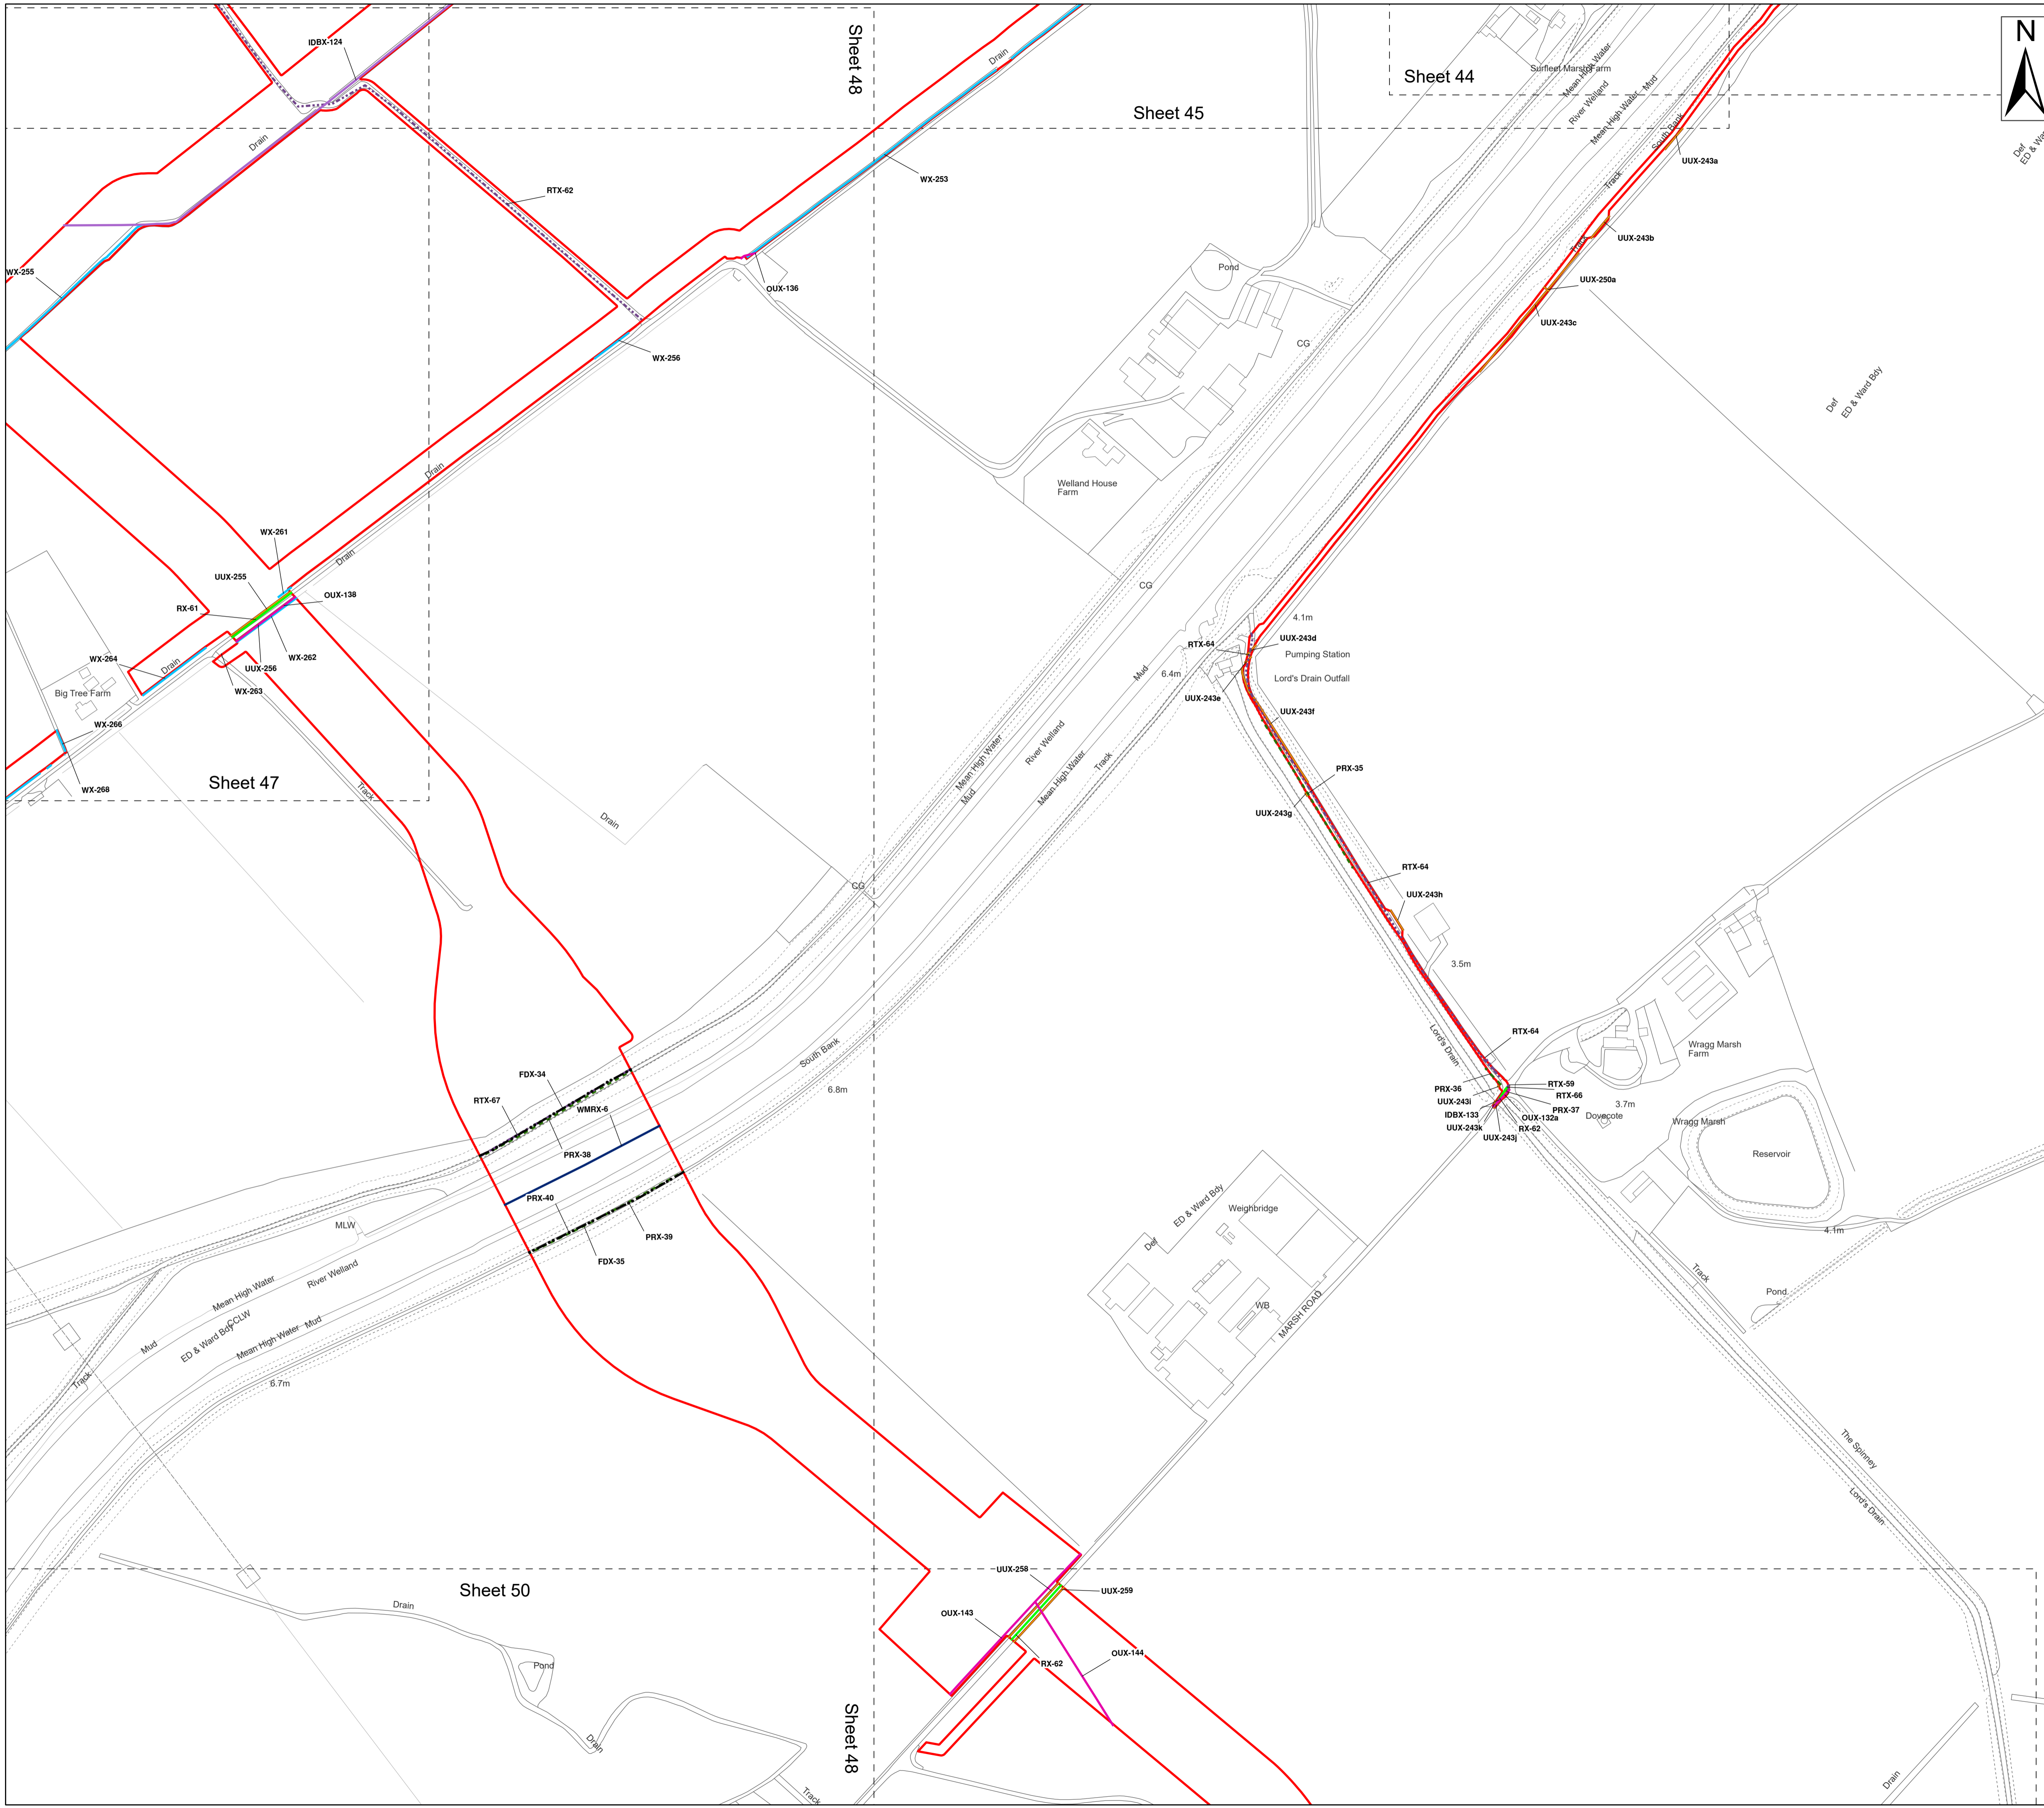 N
Sheet 48
Sheet 44
Sheet 45
IDBX-124
Drain
Drain
Surfleet Marsh Farm
Mean High Water
River Welland
Mean High Water
Mud
South Bank
Track
UUX-243a
Def
RTX-62
WX-253
UUX-243b
Track
WX-255
OUX-136
Pond
UUX-250a
UUX-243c
WX-256
CG
Def
ED & Ward Bdy
Drain
Welland House
Farm
WX-261
Drain
UUX-255
RX-61
OUX-138
CG
4.1m
UUX-243d
RTX-64
Pumping Station
WX-264
Drain
UUX-256
WX-262
WX-263
Mud
6.4m
Lord's Drain Outfall
Big Tree Farm
UUX-243e
UUX-243f
WX-266
River Welland
Mean High Water
Mud
Mean High Water
Track
PRX-35
Sheet 47
WX-268
Track
Drain
UUX-243g
RTX-64
CG
UUX-243h
3.5m
Lord's Drain
RTX-64
Wragg Marsh
Farm
South Bank
FDX-34
RTX-67
WMRX-6
6.8m
PRX-36
RTX-59
UUX-243i
RTX-66
IDBX-133
PRX-37
3.7m
OUX-132a
Dovecote
UUX-243k
RX-62
UUX-243j
Wragg Marsh
PRX-38
Reservoir
PRX-40
ED & Ward Bdy
Weighbridge
MLW
PRX-39
Def
4.1m
FDX-35
River Welland
Track
Mean High Water
Pond
CCLW
ED & Ward Bdy
Mud
Mean High Water
Mud
WB
MARSH ROAD
Track
6.7m
The Spinney
Lord's Drain
Sheet 50
UUX-258
UUX-259
Drain
OUX-143
OUX-144
RX-62
Pond
Sheet 48
Drain
Track
Drain